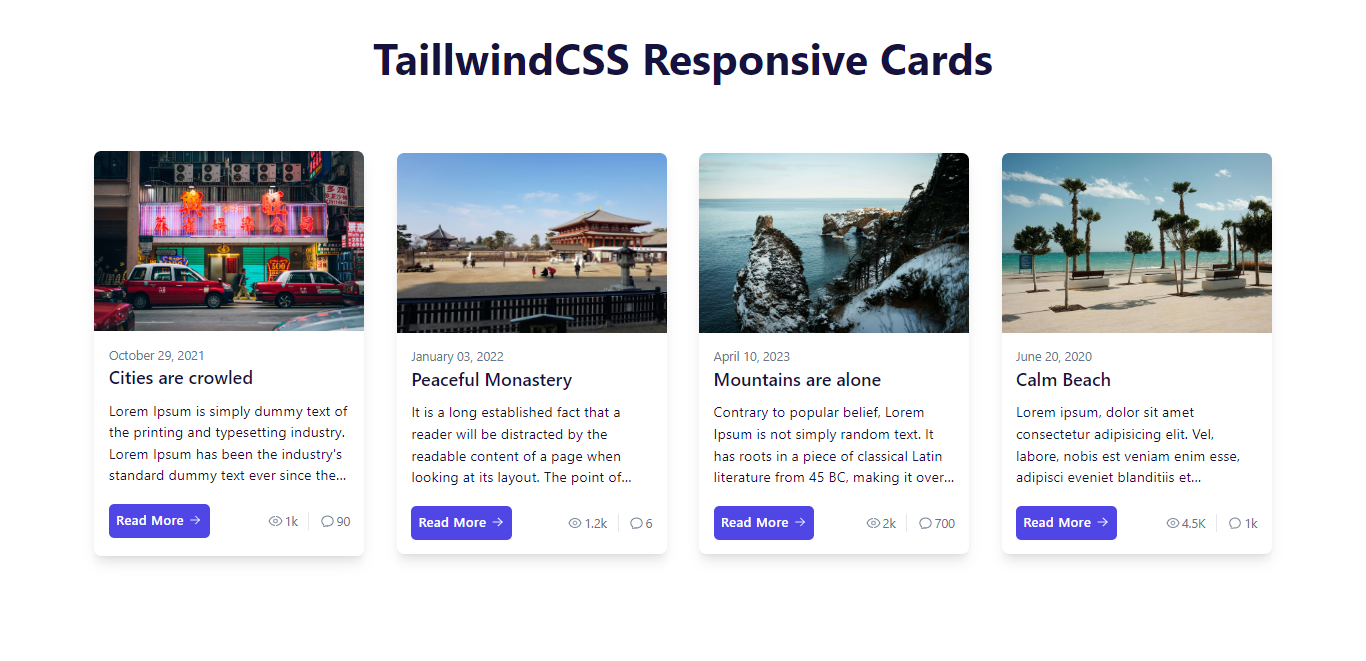 TaillwindCSS Responsive Cards
October 29, 2021
Cities are crowled
Lorem Ipsum is simply dummy text of
the printing and typesetting industry.
Lorem Ipsum has been the industry's
standard dummy text ever since the...
Read More →
1k
90
January 03, 2022
Peaceful Monastery
It is a long established fact that a
reader will be distracted by the
readable content of a page when
looking at its layout. The point of...
Read More →
1.2k
6
April 10, 2023
Mountains are alone
Contrary to popular belief, Lorem
Ipsum is not simply random text. It
has roots in a piece of classical Latin
literature from 45 BC, making it over...
Read More →
2k
700
June 20, 2020
Calm Beach
Lorem ipsum, dolor sit amet
consectetur adipisicing elit. Vel,
labore, nobis est veniam enim esse,
adipisci eveniet blanditiis et...
Read More →
4.5K
1k